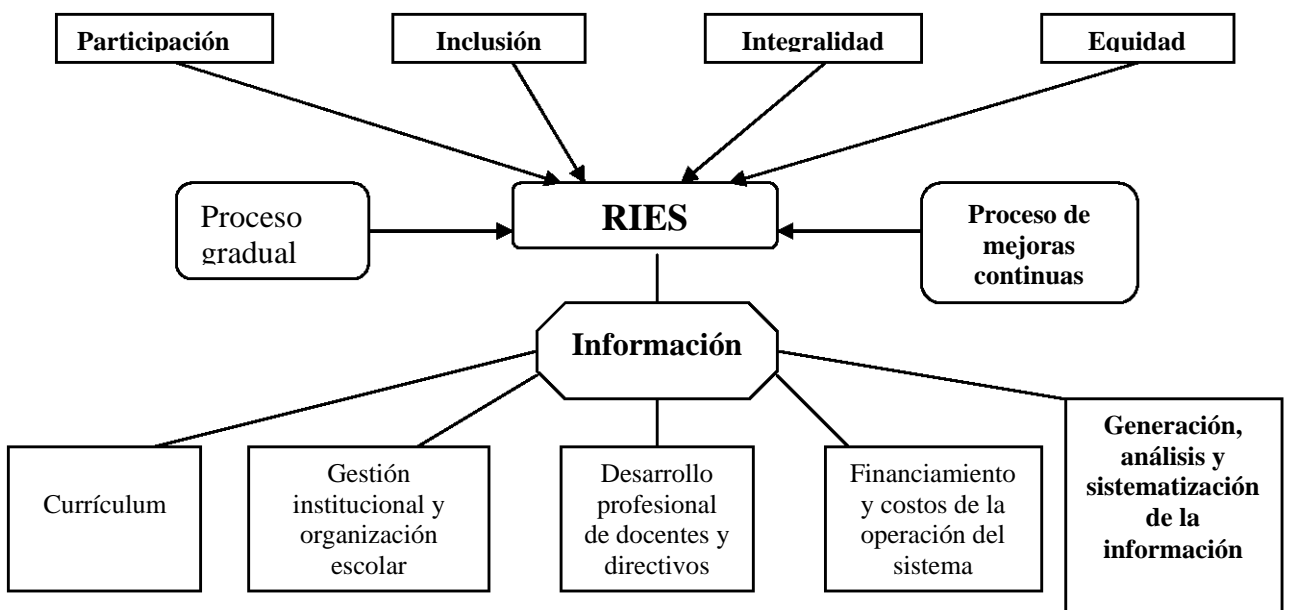 Participación
Inclusión
Integralidad
Equidad
Proceso
gradual
RIES
Proceso de
mejoras
continuas
Información
Currículum
Gestión
institucional y
organización
escolar
Desarrollo
profesional
de docentes y
directivos
Financiamiento
y costos de la
operación del
sistema
Generación,
análisis y
sistematización
de la
información